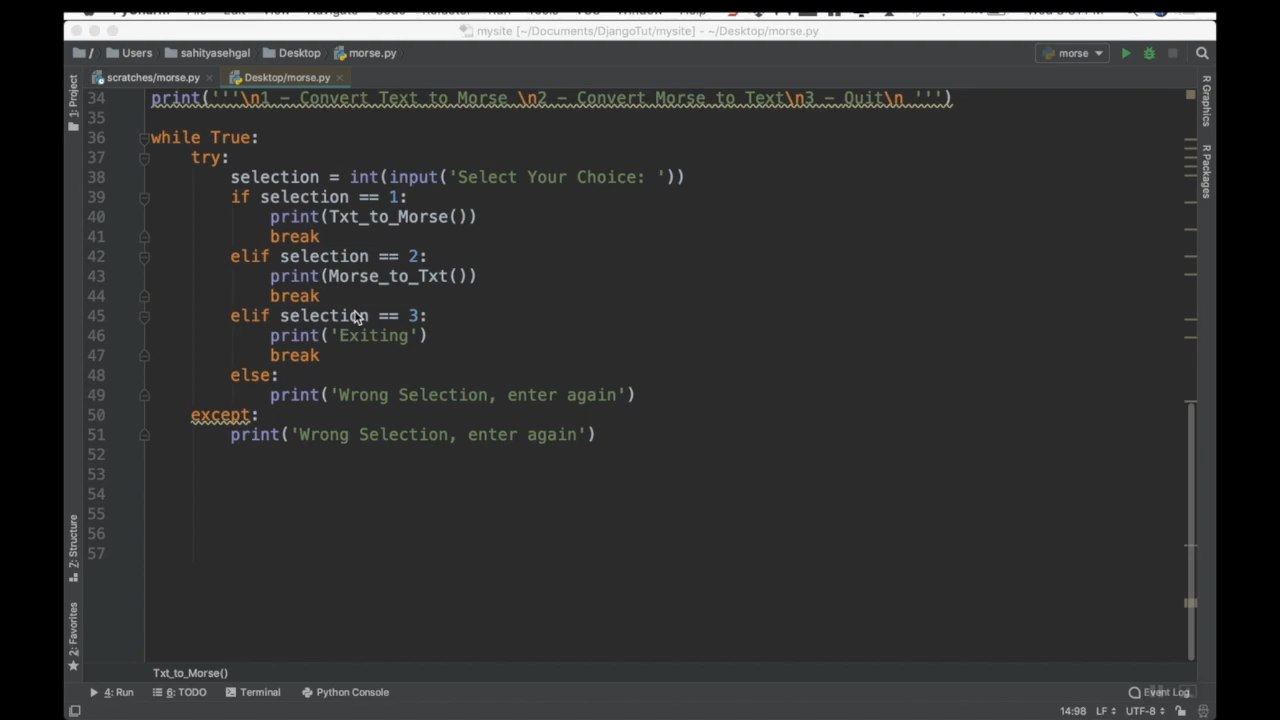 mysite [~/Documents/DjangoTut/mysite] - ~/Desktop/morse.py
/ Users sahityasehgal Desktop morse.py morse
scratches/morse.py × Desktop/morse.py ×
1: Project
R Graphics
R Packages
34 print('''\n1 - Convert Text to Morse \n2 - Convert Morse to Text\n3 - Quit\n ''')
35
36 while True:
37     try:
38         selection = int(input('Select Your Choice: '))
39         if selection == 1:
40             print(Txt_to_Morse())
41             break
42         elif selection == 2:
43             print(Morse_to_Txt())
44             break
45         elif selection == 3:
46             print('Exiting')
47             break
48         else:
49             print('Wrong Selection, enter again')
50     except:
51         print('Wrong Selection, enter again')
52
53
54
55
56
57
Z: Structure
2: Favorites
Txt_to_Morse()
4: Run 6: TODO Terminal Python Console Event Log
14:98 LF UTF-8